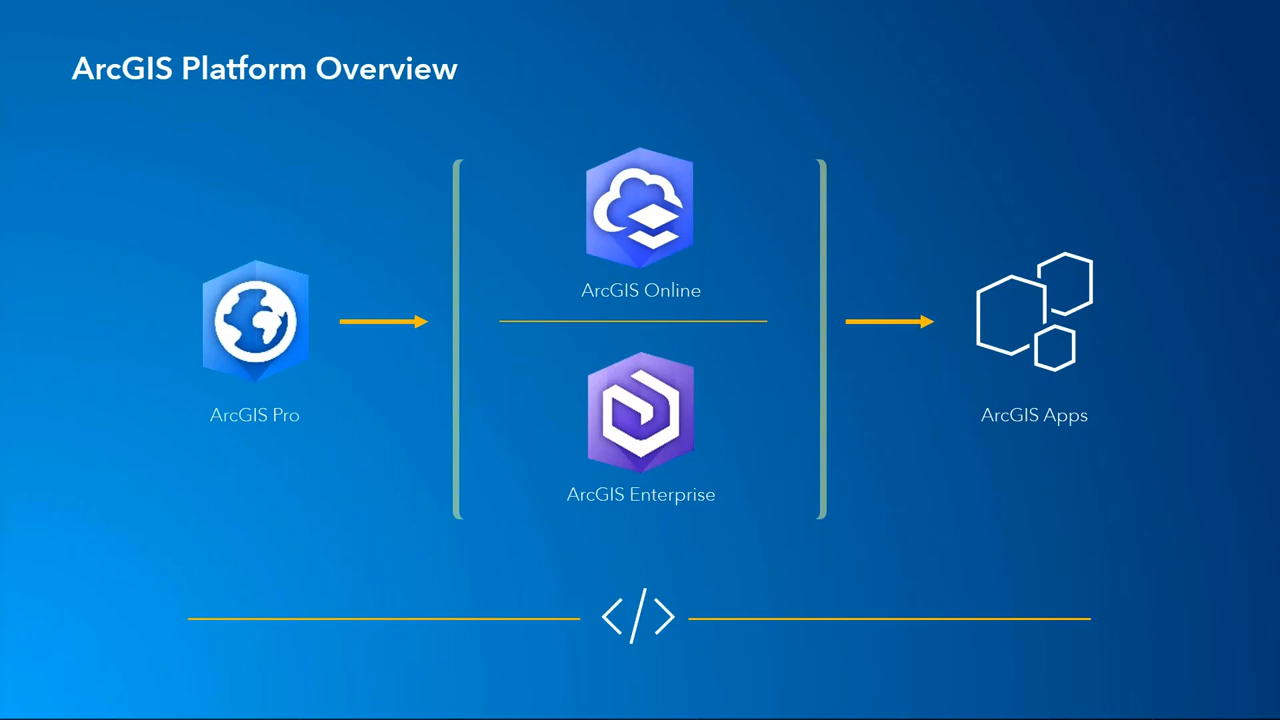 ArcGIS Platform Overview
ArcGIS Online
ArcGIS Pro
ArcGIS Apps
ArcGIS Enterprise
</>